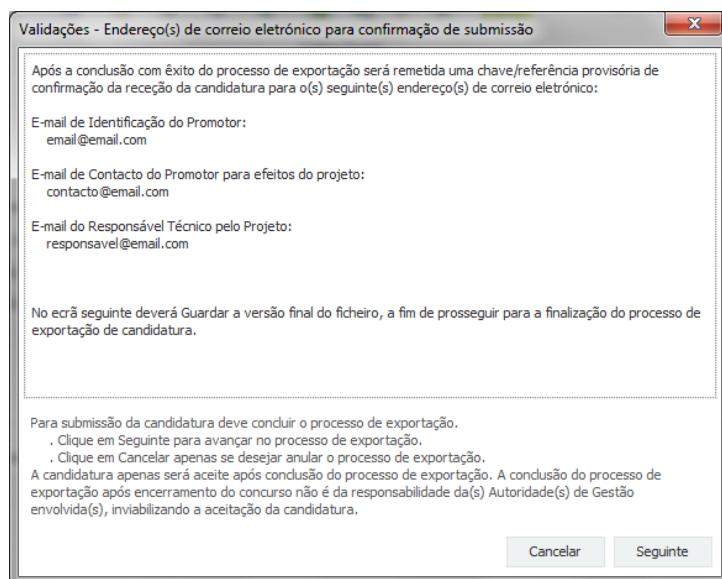 Validações - Endereço(s) de correio eletrónico para confirmação de submissão
Após a conclusão com êxito do processo de exportação será remetida uma chave/referência provisória de
confirmação da receção da candidatura para o(s) seguinte(s) endereço(s) de correio eletrónico:
E-mail de Identificação do Promotor:
email@email.com
E-mail de Contacto do Promotor para efeitos do projeto:
contacto@email.com
E-mail do Responsável Técnico pelo Projeto:
responsavel@email.com
No ecrã seguinte deverá Guardar a versão final do ficheiro, a fim de prosseguir para a finalização do processo de
exportação de candidatura.
Para submissão da candidatura deve concluir o processo de exportação.
. Clique em Seguinte para avançar no processo de exportação.
. Clique em Cancelar apenas se desejar anular o processo de exportação.
A candidatura apenas será aceite após conclusão do processo de exportação. A conclusão do processo de
exportação após encerramento do concurso não é da responsabilidade da(s) Autoridade(s) de Gestão
envolvida(s), inviabilizando a aceitação da candidatura.
Cancelar Seguinte